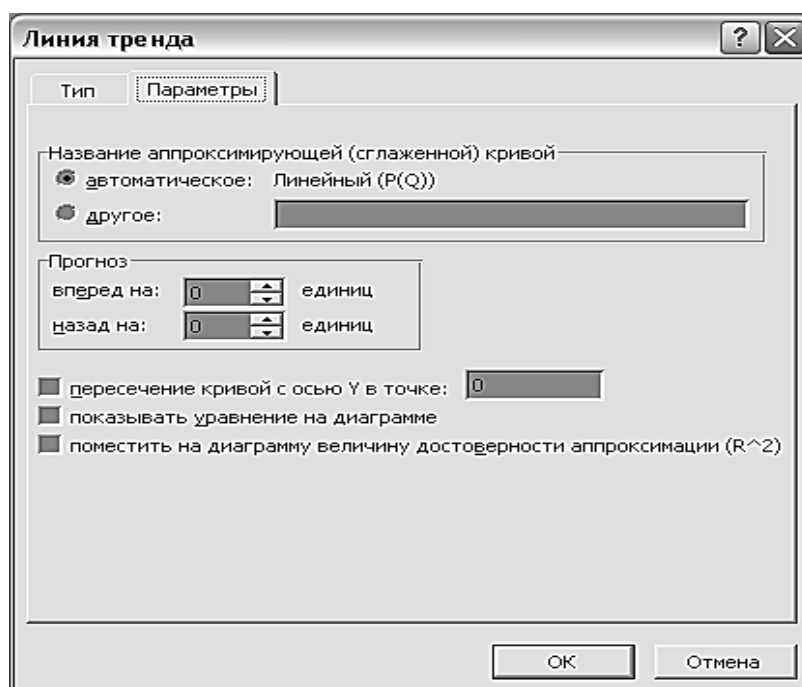 Линия тренда
Тип Параметры
Название аппроксимирующей (сглаженной) кривой
автоматическое: Линейный (P(Q))
другое:
Прогноз
вперед на: 0 единиц
назад на: 0 единиц
пересечение кривой с осью Y в точке: 0
показывать уравнение на диаграмме
поместить на диаграмму величину достоверности аппроксимации (R^2)
ОК Отмена